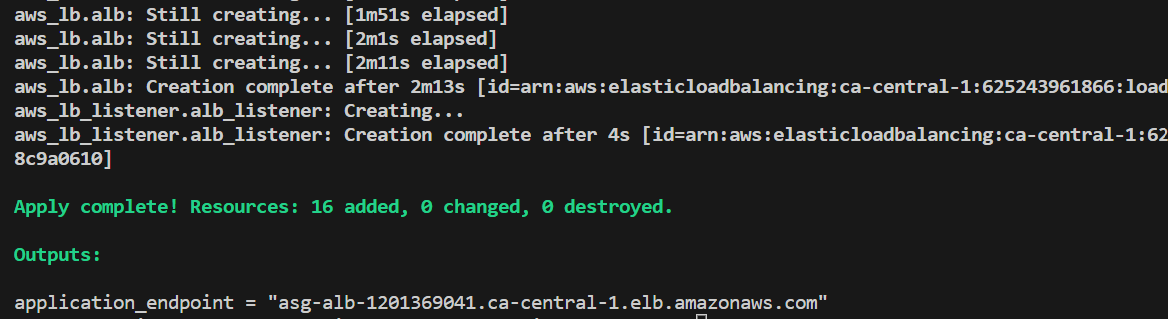 aws_lb.alb: Still creating... [1m51s elapsed]
aws_lb.alb: Still creating... [2m1s elapsed]
aws_lb.alb: Still creating... [2m11s elapsed]
aws_lb.alb: Creation complete after 2m13s [id=arn:aws:elasticloadbalancing:ca-central-1:625243961866:load
aws_lb_listener.alb_listener: Creating...
aws_lb_listener.alb_listener: Creation complete after 4s [id=arn:aws:elasticloadbalancing:ca-central-1:62
8c9a0610]
Apply complete! Resources: 16 added, 0 changed, 0 destroyed.
Outputs:
application_endpoint = "asg-alb-1201369041.ca-central-1.elb.amazonaws.com"